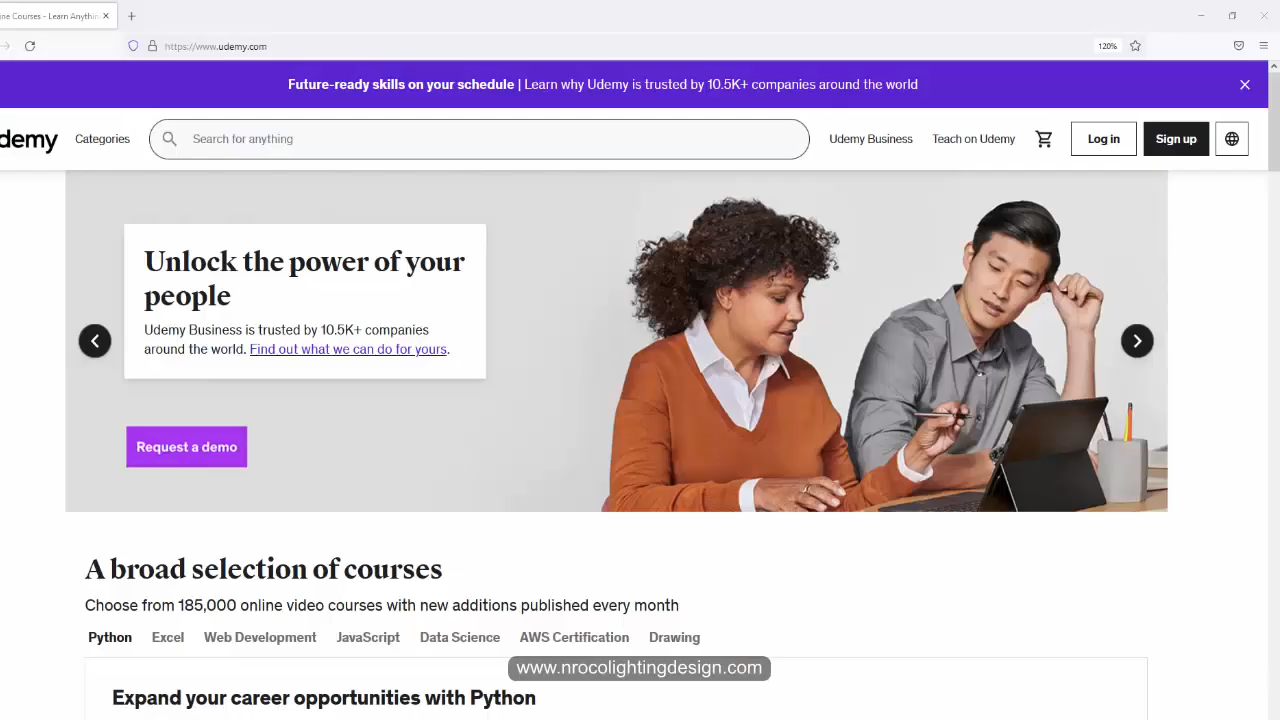 ne Courses - Learn Anythin
https://www.udemy.com
120%
Future-ready skills on your schedule | Learn why Udemy is trusted by 10.5K+ companies around the world
demy
Categories
Search for anything
Udemy Business
Teach on Udemy
Log in
Sign up
Unlock the power of your
people
Udemy Business is trusted by 10.5K+ companies
around the world. Find out what we can do for yours.
Request a demo
A broad selection of courses
Choose from 185,000 online video courses with new additions published every month
Python Excel Web Development JavaScript Data Science AWS Certification Drawing
www.nrocolightingdesign.com
Expand your career opportunities with Python